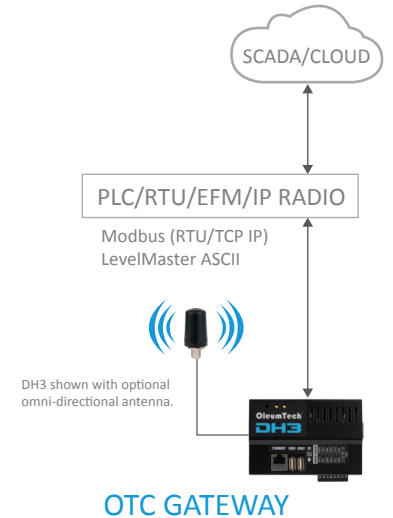 SCADA/CLOUD
PLC/RTU/EFM/IP RADIO
Modbus (RTU/TCP IP)
LevelMaster ASCII
DH3 shown with optional
omni-directional antenna.
OleumTech
DH3
ETHERNET
OTC GATEWAY